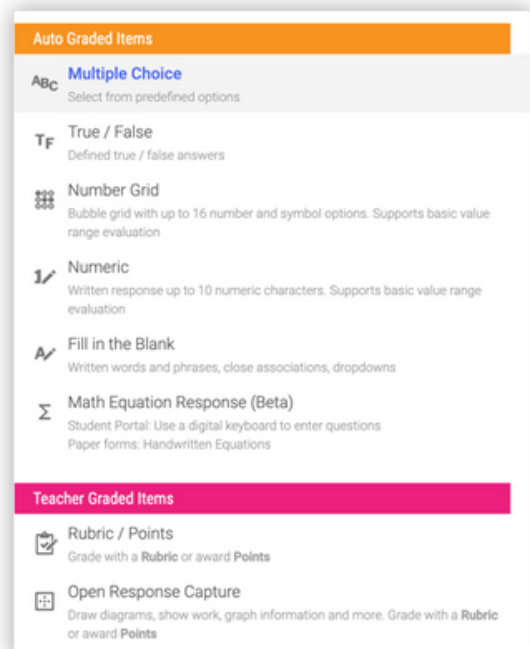 Auto Graded Items
ABC Multiple Choice
Select from predefined options
TF True / False
Defined true / false answers
Number Grid
Bubble grid with up to 16 number and symbol options. Supports basic value
range evaluation
1 Numeric
Written response up to 10 numeric characters. Supports basic value range
evaluation
A Fill in the Blank
Written words and phrases, close associations, dropdowns
Σ Math Equation Response (Beta)
Student Portal: Use a digital keyboard to enter questions
Paper forms: Handwritten Equations
Teacher Graded Items
Rubric / Points
Grade with a Rubric or award Points
Open Response Capture
Draw diagrams, show work, graph information and more. Grade with a Rubric
or award Points